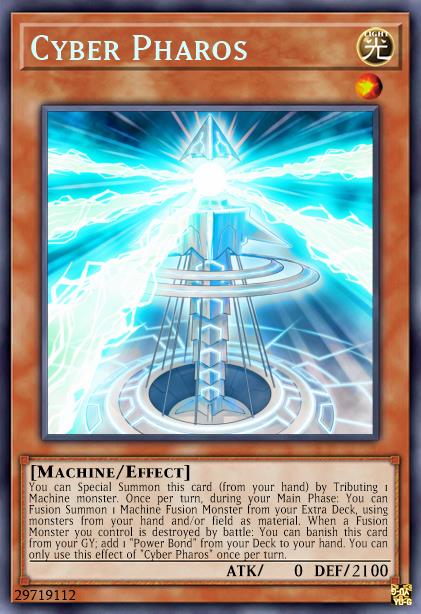 CYBER PHAROS
LIGHT
光
[MACHINE/EFFECT]
You can Special Summon this card (from your hand) by Tributing 1
Machine monster. Once per turn, during your Main Phase: You can
Fusion Summon 1 Machine Fusion Monster from your Extra Deck, using
monsters from your hand and/or field as material. When a Fusion
Monster you control is destroyed by battle: You can banish this card
from your GY; add 1 "Power Bond" from your Deck to your hand. You can
only use this effect of "Cyber Pharos" once per turn.
ATK/ 0 DEF/2100
29719112